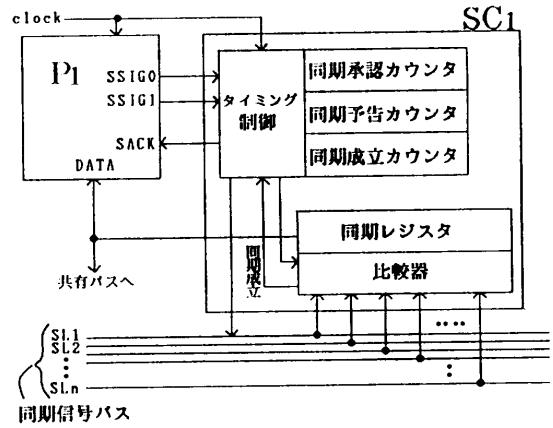 clock
SC1
P1
SSIG0
SSIG1
SACK
DATA
タイミング
制御
同期承認カウンタ
同期予告カウンタ
同期成立カウンタ
同期レジスタ
比較器
同期成立
共有バスへ
SL1
SL2
SLn
同期信号バス